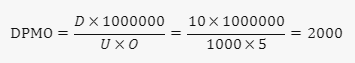 DPMO = D × 1000000 / U × O = 10 × 1000000 / 1000 × 5 = 2000